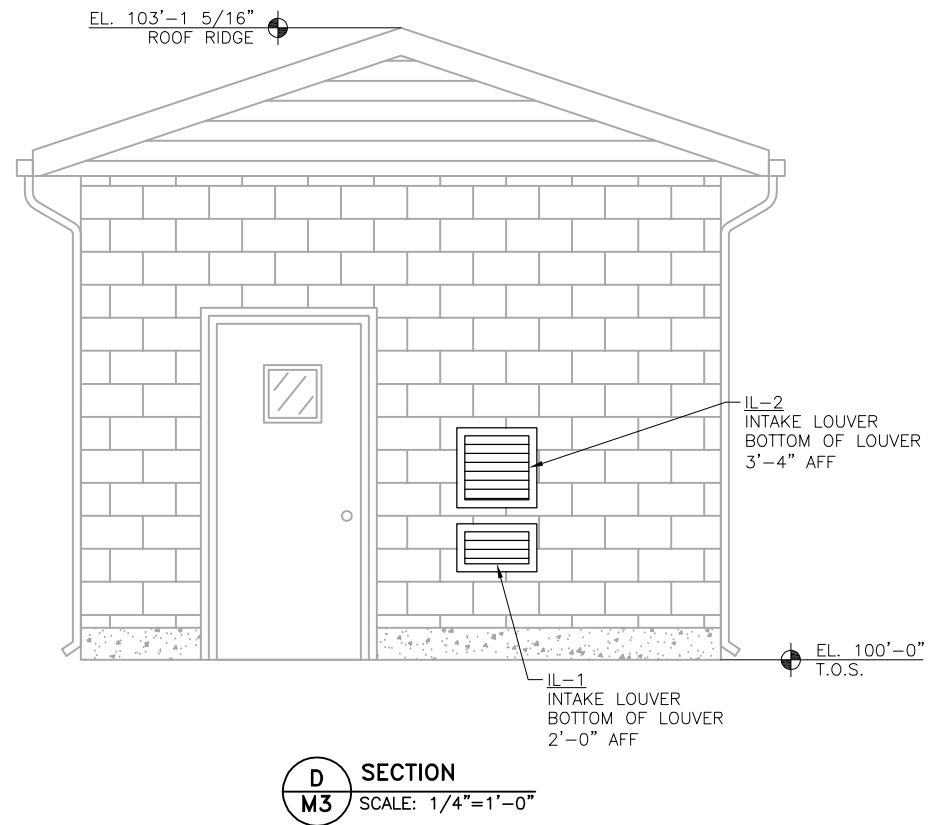 EL. 103'-1 5/16"
ROOF RIDGE
IL-2
INTAKE LOUVER
BOTTOM OF LOUVER
3'-4" AFF
EL. 100'-0"
T.O.S.
IL-1
INTAKE LOUVER
BOTTOM OF LOUVER
2'-0" AFF
D
M3
SECTION
SCALE: 1/4"=1'-0"